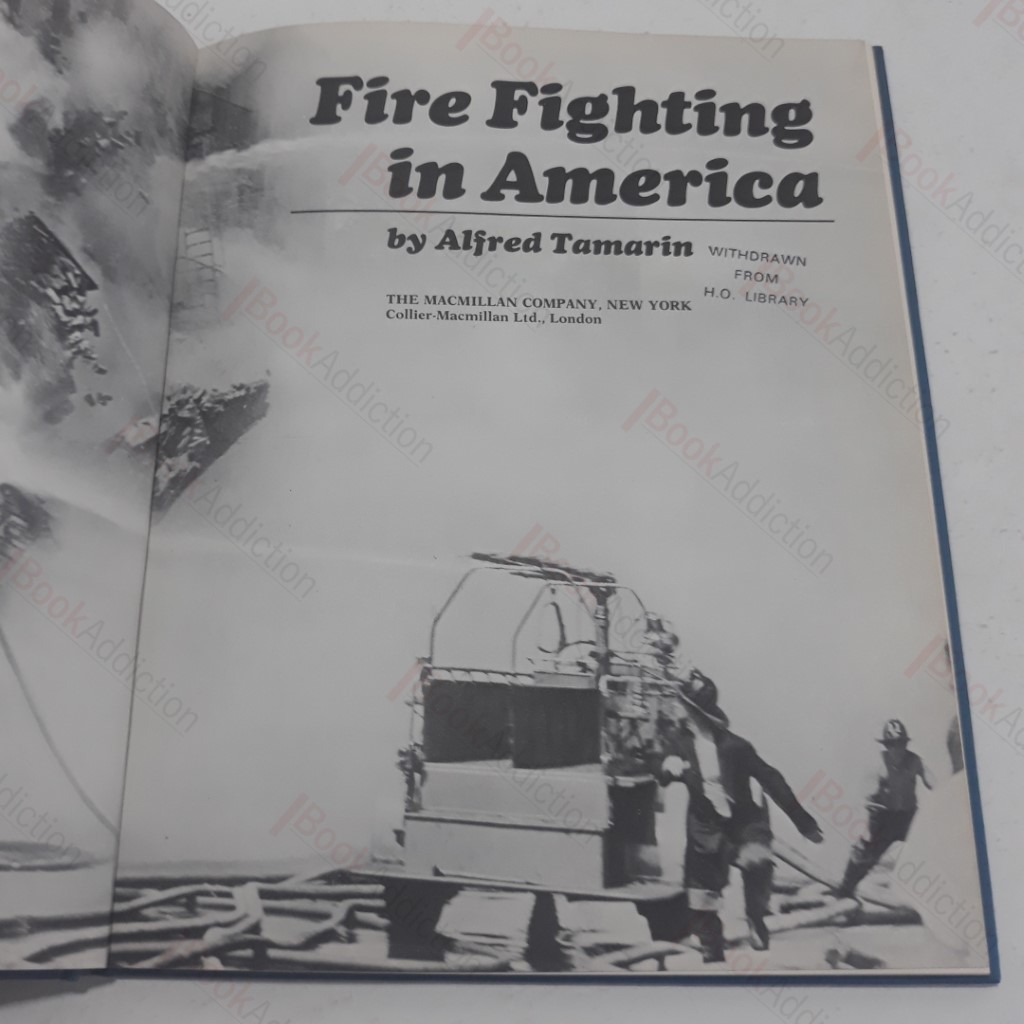 Fire Fighting
in America
by Alfred Tamarin
WITHDRAWN
FROM
H.O. LIBRARY
THE MACMILLAN COMPANY, NEW YORK
Collier-Macmillan Ltd., London
BookAddiction